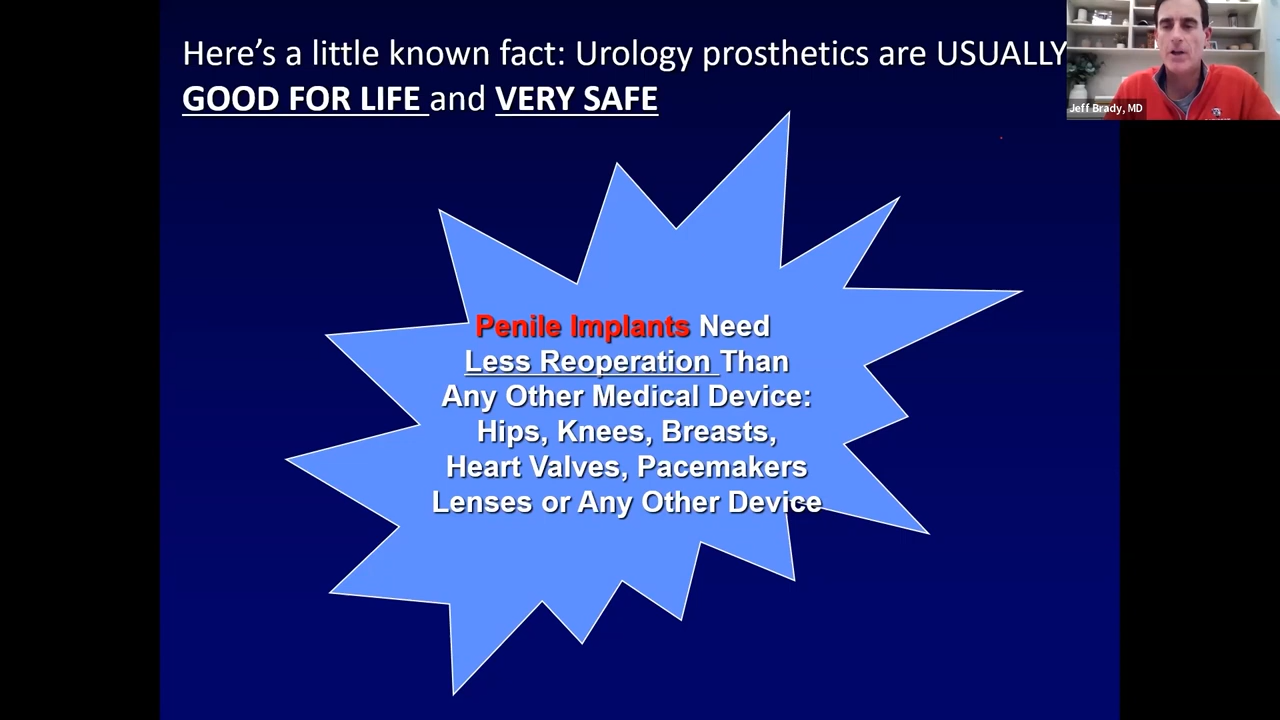 Here's a little known fact: Urology prosthetics are USUALLY
GOOD FOR LIFE and VERY SAFE
Jeff Brady, MD
Penile Implants Need
Less Reoperation Than
Any Other Medical Device:
Hips, Knees, Breasts,
Heart Valves, Pacemakers
Lenses or Any Other Device